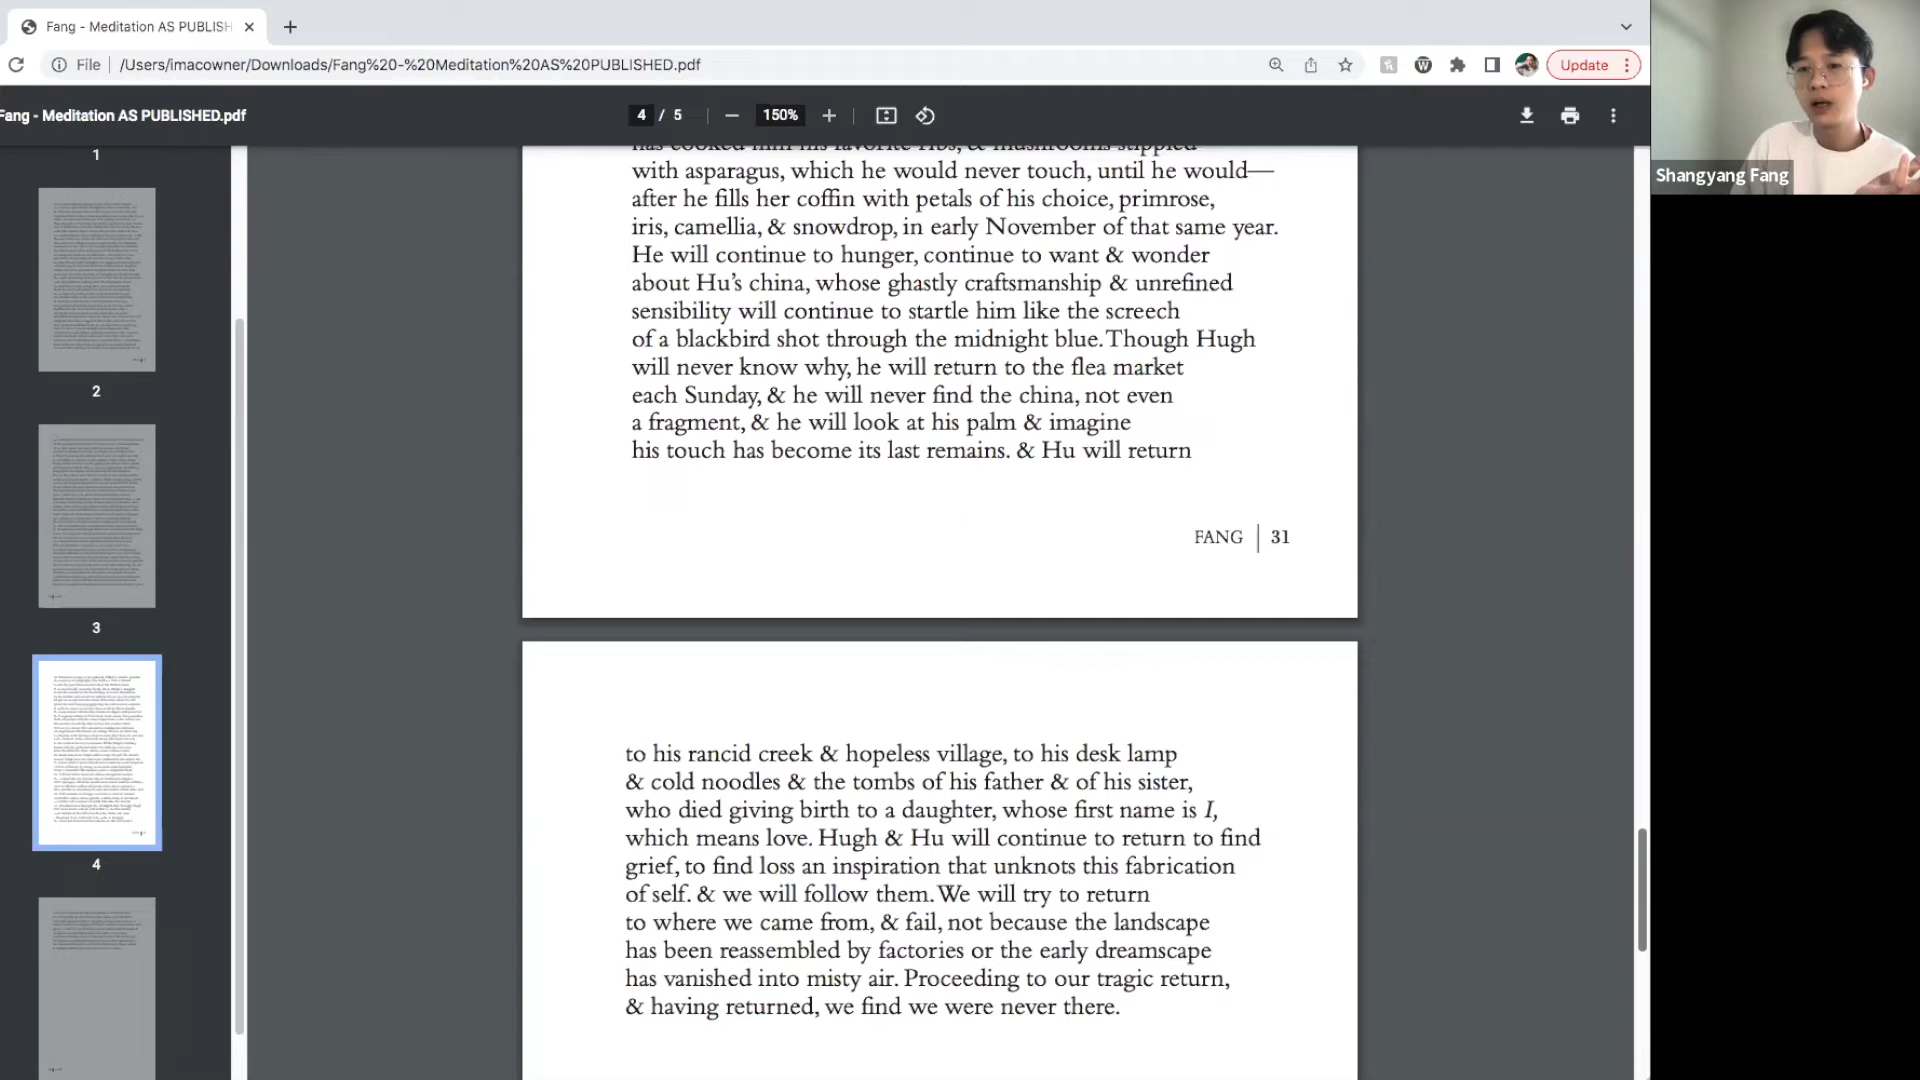 Fang - Meditation AS PUBLISH
File
/Users/imacowner/Downloads/Fang%20-%20Meditation%20AS%20PUBLISHED.pdf
Update
Fang - Meditation AS PUBLISHED.pdf
4 / 5
150%
1
2
3
4
has cooked him his favorite ribs, & mushrooms stippled
with asparagus, which he would never touch, until he would—
after he fills her coffin with petals of his choice, primrose,
iris, camellia, & snowdrop, in early November of that same year.
He will continue to hunger, continue to want & wonder
about Hu’s china, whose ghastly craftsmanship & unrefined
sensibility will continue to startle him like the screech
of a blackbird shot through the midnight blue. Though Hugh
will never know why, he will return to the flea market
each Sunday, & he will never find the china, not even
a fragment, & he will look at his palm & imagine
his touch has become its last remains. & Hu will return
FANG | 31
to his rancid creek & hopeless village, to his desk lamp
& cold noodles & the tombs of his father & of his sister,
who died giving birth to a daughter, whose first name is I,
which means love. Hugh & Hu will continue to return to find
grief, to find loss an inspiration that unknots this fabrication
of self. & we will follow them. We will try to return
to where we came from, & fail, not because the landscape
has been reassembled by factories or the early dreamscape
has vanished into misty air. Proceeding to our tragic return,
& having returned, we find we were never there.
Shangyang Fang